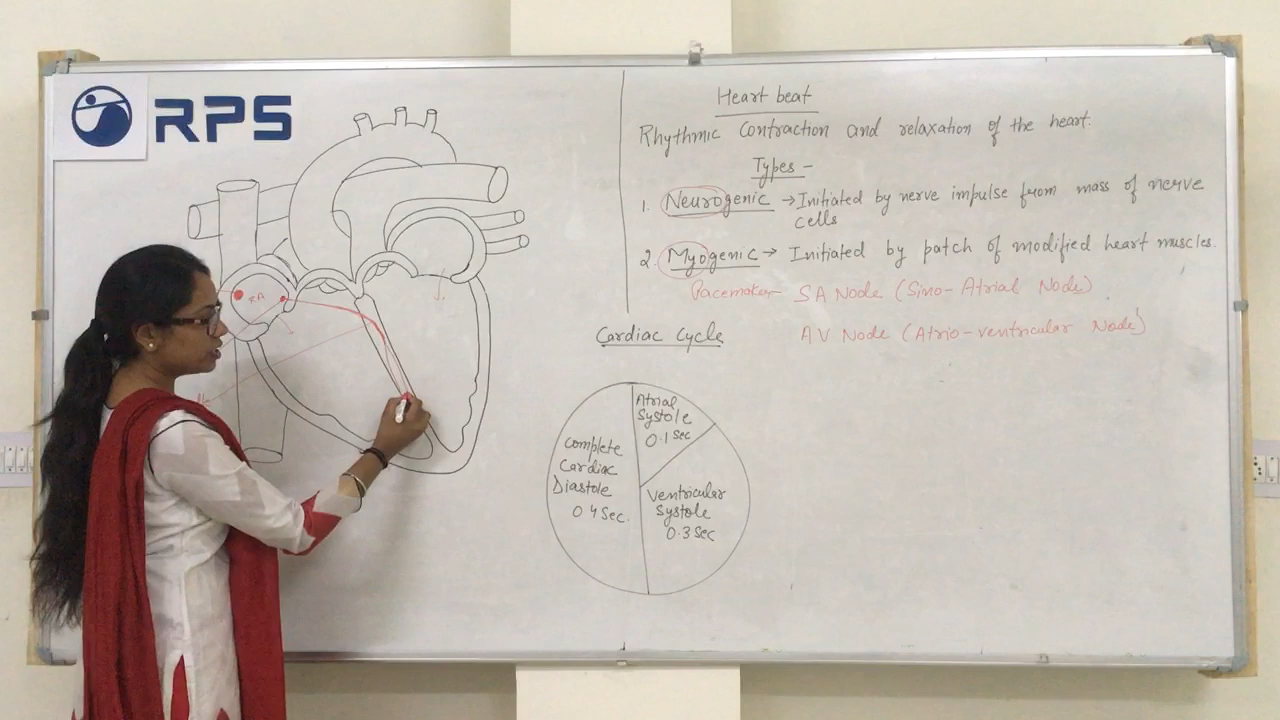 RPS
Heart beat
Rhythmic Contraction and relaxation of the heart.
Types -
1. Neurogenic → Initiated by nerve impulse from mass of nerve
cells
2. Myogenic → Initiated by patch of modified heart muscles.
Pacemaker SA Node (Sino-Atrial Node)
AV Node (Atrio-ventricular Node)
RA
Cardiac Cycle
Atrial
Systole
0.1 Sec
Complete
Cardiac
Diastole
0.4 Sec.
Ventricular
Systole
0.3 Sec